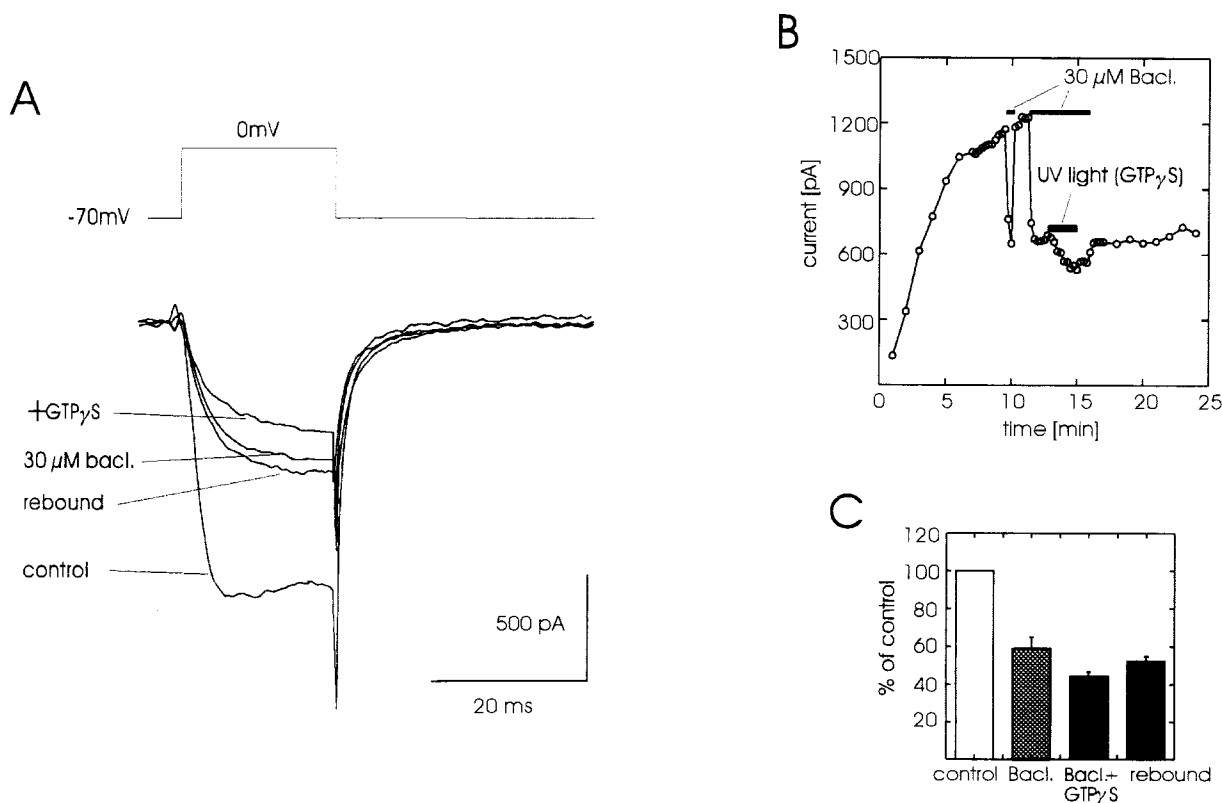 A
0mV
-70mV
+GTPγS
30 μM bacl.
rebound
control
500 pA
20 ms
B
1500
1200
900
600
300
current [pA]
30 μM Bacl.
UV light (GTPγS)
0 5 10 15 20 25
time [min]
C
120
100
80
60
40
20
% of control
control Bacl. Bacl.+ rebound
GTPγS